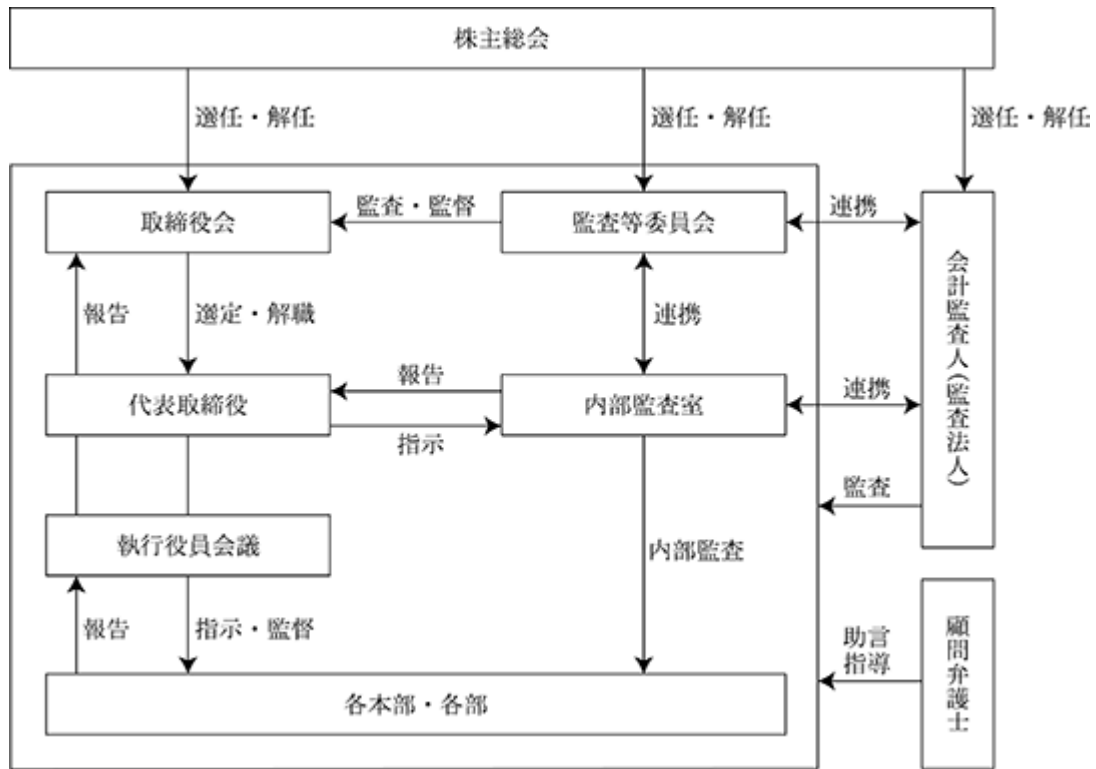 株主総会
選任・解任
選任・解任
選任・解任
取締役会
監査・監督
監査等委員会
連携
会計監査人(監査法人)
報告
選定・解職
連携
代表取締役
報告
指示
内部監査室
連携
監査
執行役員会議
内部監査
報告
指示・監督
助言
指導
顧問弁護士
各本部・各部